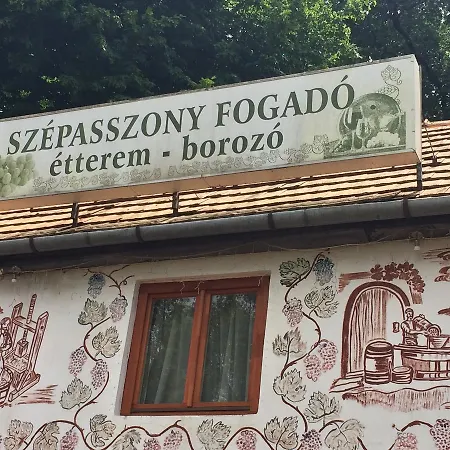 SZÉPASSZONY FOGADÓ
étterem - borozó